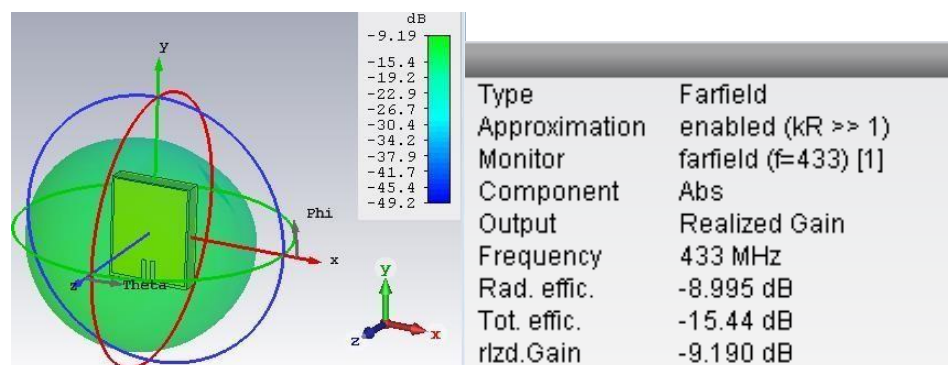 dB
-9.19
-15.4
-19.2
-22.9
-26.7
-30.4
-34.2
-37.9
-41.7
-45.4
-49.2
y
Phi
x
z
Theta
y
x
z
Type Farfield
Approximation enabled (kR >> 1)
Monitor farfield (f=433) [1]
Component Abs
Output Realized Gain
Frequency 433 MHz
Rad. effic. -8.995 dB
Tot. effic. -15.44 dB
rlzd.Gain -9.190 dB